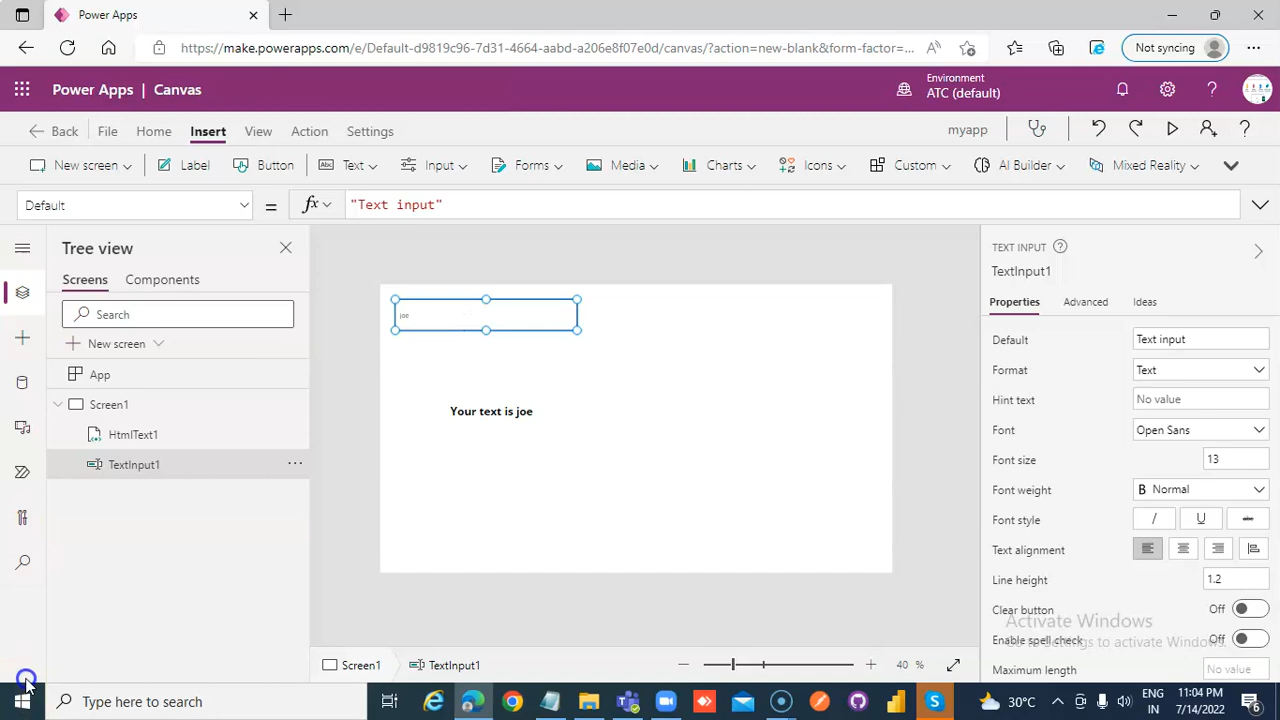 Power Apps
https://make.powerapps.com/e/Default-d9819c96-7d31-4664-aabd-a206e8f07e0d/canvas/?action=new-blank&form-factor=...
Not syncing
Power Apps | Canvas
Environment
ATC (default)
Back File Home Insert View Action Settings
myapp
New screen Label Button Text Input Forms Media Charts Icons Custom AI Builder Mixed Reality
Default = fx "Text input"
Tree view
Screens Components
Search
New screen
App
Screen1
HtmlText1
TextInput1
joe
Your text is joe
TEXT INPUT
TextInput1
Properties Advanced Ideas
Default Text input
Format Text
Hint text No value
Font Open Sans
Font size 13
Font weight B Normal
Font style / U abc
Text alignment
Line height 1.2
Clear button Off
Enable spell check Off
Maximum length No value
Activate Windows
Go to Settings to activate Windows.
Screen1 TextInput1
40 %
Type here to search
30°C
ENG
IN
11:04 PM
7/14/2022
6